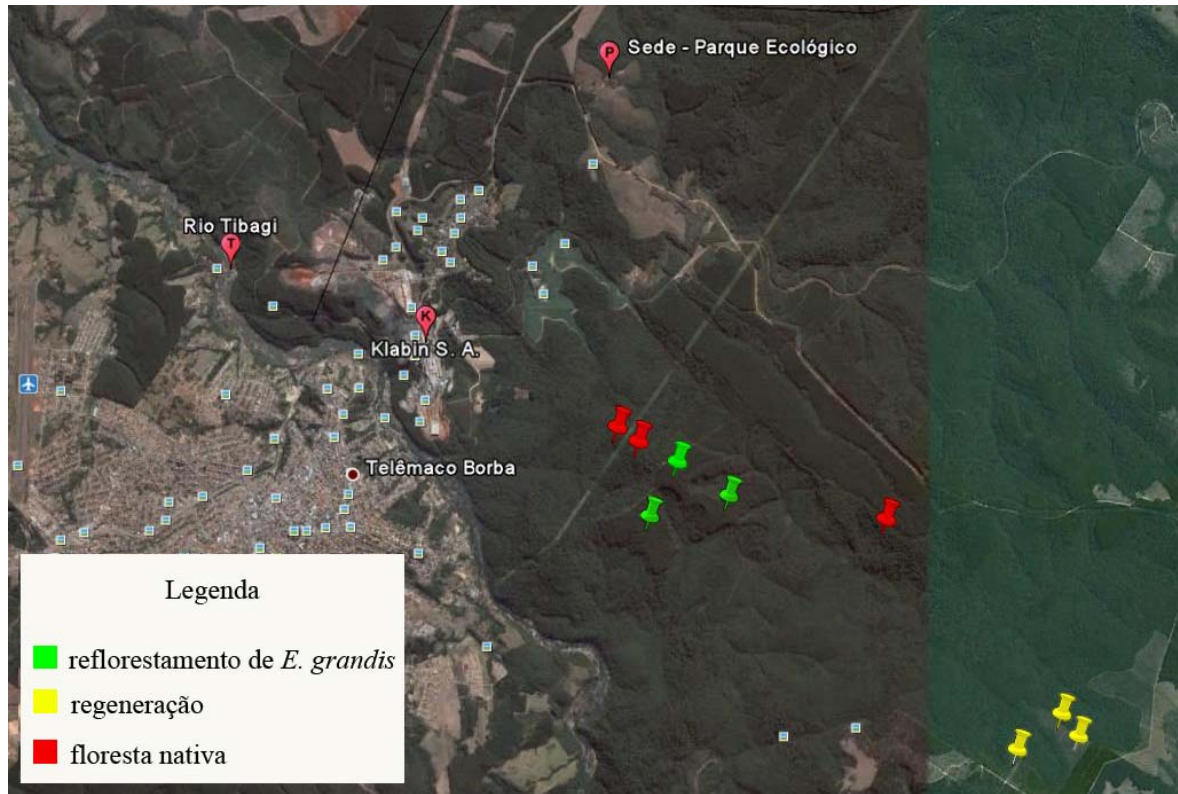 Sede - Parque Ecológico
P
Rio Tibagi
T
K
Klabin S. A.
Telêmaco Borba
Legenda
reflorestamento de E. grandis
regeneração
floresta nativa